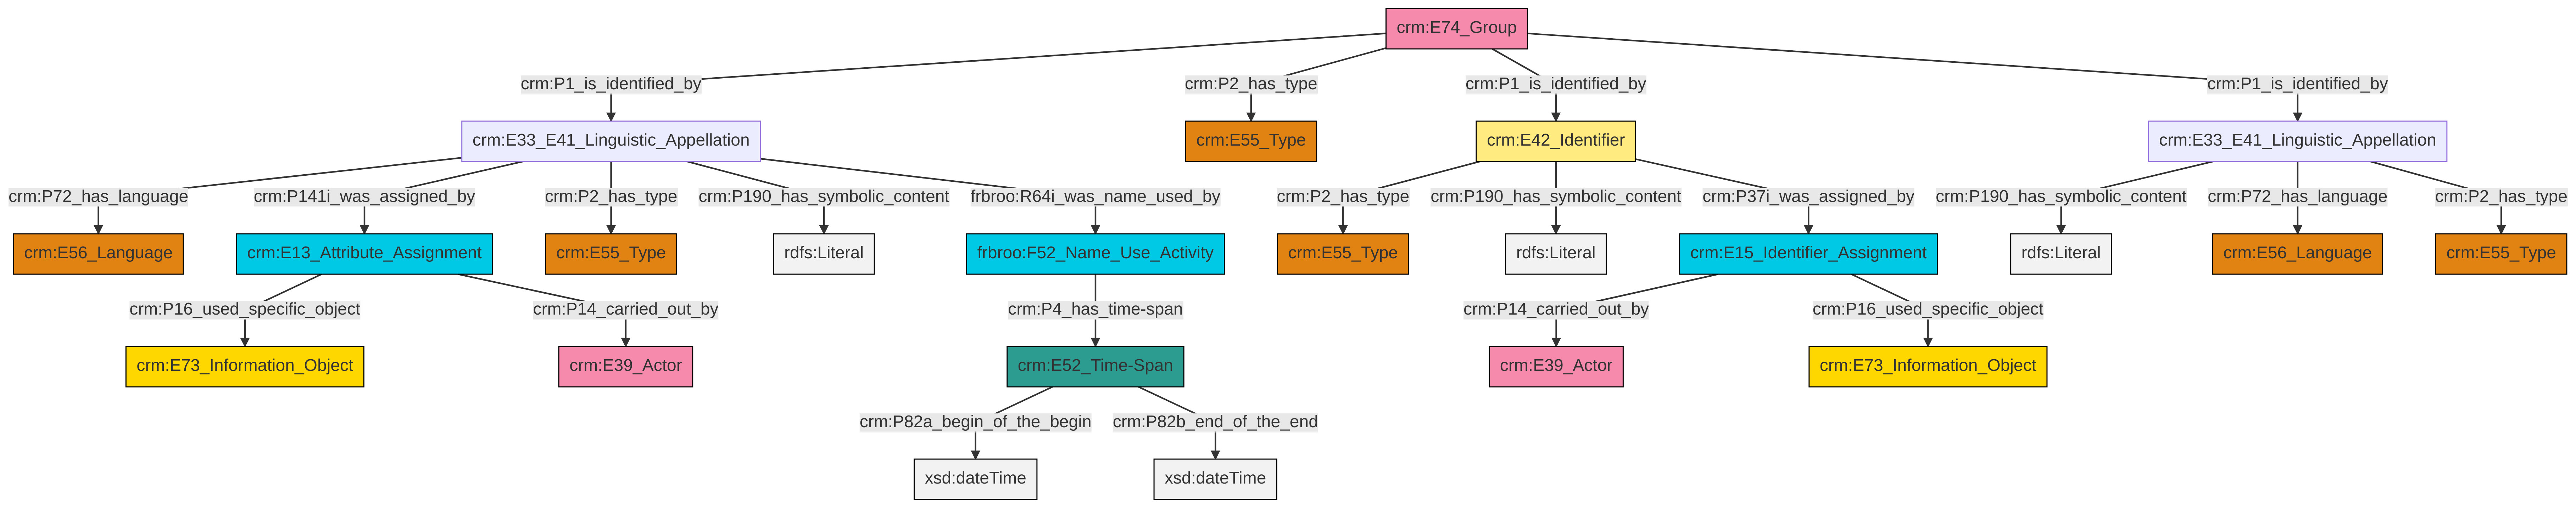 crm:E74_Group
crm:P1_is_identified_by
crm:P2_has_type
crm:P1_is_identified_by
crm:P1_is_identified_by
crm:E33_E41_Linguistic_Appellation
crm:E55_Type
crm:E42_Identifier
crm:E33_E41_Linguistic_Appellation
crm:P72_has_language
crm:P141i_was_assigned_by
crm:P2_has_type
crm:P190_has_symbolic_content
frbroo:R64i_was_name_used_by
crm:P2_has_type
crm:P190_has_symbolic_content
crm:P37i_was_assigned_by
crm:P190_has_symbolic_content
crm:P72_has_language
crm:P2_has_type
crm:E56_Language
crm:E13_Attribute_Assignment
crm:E55_Type
rdfs:Literal
frbroo:F52_Name_Use_Activity
crm:E55_Type
rdfs:Literal
crm:E15_Identifier_Assignment
rdfs:Literal
crm:E56_Language
crm:E55_Type
crm:P16_used_specific_object
crm:P14_carried_out_by
crm:P4_has_time-span
crm:P14_carried_out_by
crm:P16_used_specific_object
crm:E73_Information_Object
crm:E39_Actor
crm:E52_Time-Span
crm:E39_Actor
crm:E73_Information_Object
crm:P82a_begin_of_the_begin
crm:P82b_end_of_the_end
xsd:dateTime
xsd:dateTime